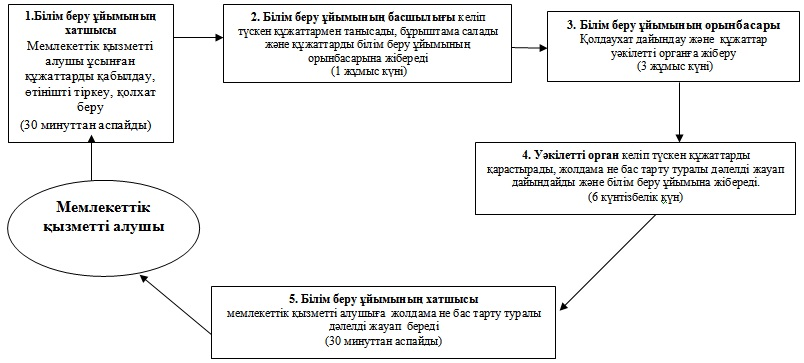 1.Білім беру ұйымының
хатшысы
Мемлекеттік қызметті
алушы ұсынған
құжаттарды қабылдау,
өтінішті тіркеу, қолхат
беру
(30 минуттан аспайды)
2. Білім беру ұйымының басшылығы келіп
түскен құжаттармен танысады, бұрыштама салады
және құжаттарды білім беру ұйымының
орынбасарына жібереді
(1 жұмыс күні)
3. Білім беру ұйымының орынбасары
Қолдаухат дайындау және құжаттар
уәкілетті органға жіберу
(3 жұмыс күні)
4. Уәкілетті орган келіп түскен құжаттарды
қарастырады, жолдама не бас тарту туралы дәлелді жауап
дайындайды және білім беру ұйымына жібереді.
(6 күнтізбелік қүн)
5. Білім беру ұйымының хатшысы
мемлекеттік қызметті алушыға жолдама не бас тарту туралы
дәлелді жауап береді
(30 минуттан аспайды)
Мемлекеттік
қызметті алушы